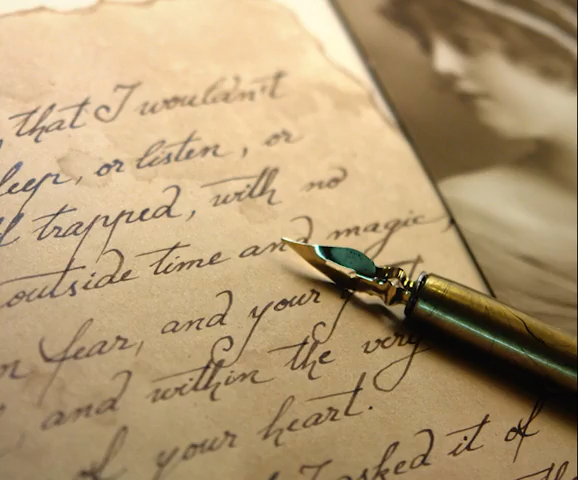 that I wouldn't
or listen, or
trapped, with no
outside time and magic
fear, and your
and within the very
of your heart.
I asked it of